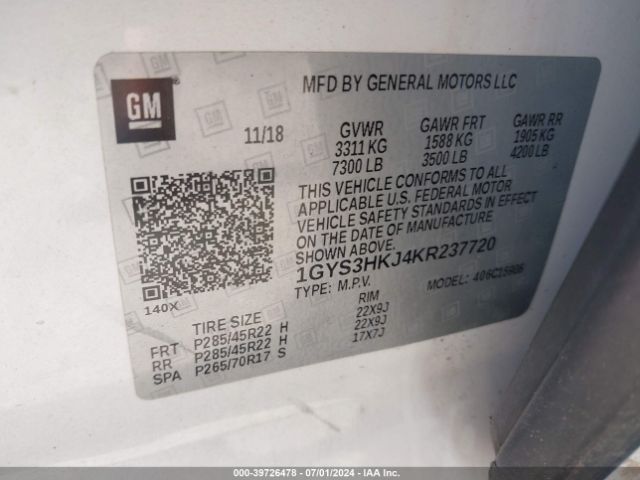 GM
®
MFD BY GENERAL MOTORS LLC
11/18
GVWR GAWR FRT GAWR RR
3311 KG 1588 KG 1905 KG
7300 LB 3500 LB 4200 LB
THIS VEHICLE CONFORMS TO ALL
APPLICABLE U.S. FEDERAL MOTOR
VEHICLE SAFETY STANDARDS IN EFFECT
ON THE DATE OF MANUFACTURE
SHOWN ABOVE.
1GYS3HKJ4KR237720
TYPE: M.P.V. MODEL: 406C15906
140X
TIRE SIZE RIM
FRT P285/45R22 H 22X9J
RR P285/45R22 H 22X9J
SPA P265/70R17 S 17X7J
000-39726478 - 07/01/2024 - IAA Inc.